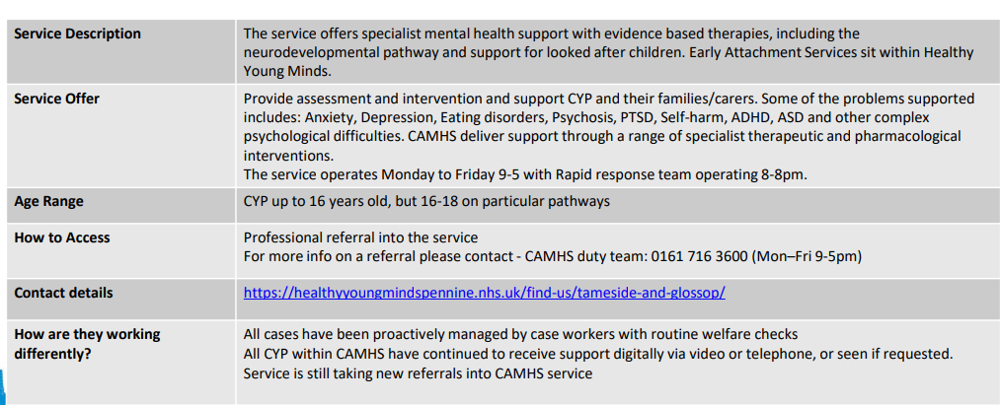 Service Description
The service offers specialist mental health support with evidence based therapies, including the
neurodevelopmental pathway and support for looked after children. Early Attachment Services sit within Healthy
Young Minds.
Service Offer
Provide assessment and intervention and support CYP and their families/carers. Some of the problems supported
includes: Anxiety, Depression, Eating disorders, Psychosis, PTSD, Self-harm, ADHD, ASD and other complex
psychological difficulties. CAMHS deliver support through a range of specialist therapeutic and pharmacological
interventions.
The service operates Monday to Friday 9-5 with Rapid response team operating 8-8pm.
Age Range
CYP up to 16 years old, but 16-18 on particular pathways
How to Access
Professional referral into the service
For more info on a referral please contact - CAMHS duty team: 0161 716 3600 (Mon–Fri 9-5pm)
Contact details
https://healthyyoungmindspennine.nhs.uk/find-us/tameside-and-glossop/
How are they working
differently?
All cases have been proactively managed by case workers with routine welfare checks
All CYP within CAMHS have continued to receive support digitally via video or telephone, or seen if requested.
Service is still taking new referrals into CAMHS service